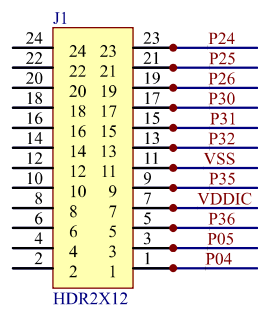 J1
24 24 23 23 P24
22 22 21 21 P25
20 20 19 19 P26
18 18 17 17 P30
16 16 15 15 P31
14 14 13 13 P32
12 12 11 11 VSS
10 10 9 9 P35
8 8 7 7 VDDIC
6 6 5 5 P36
4 4 3 3 P05
2 2 1 1 P04
HDR2X12